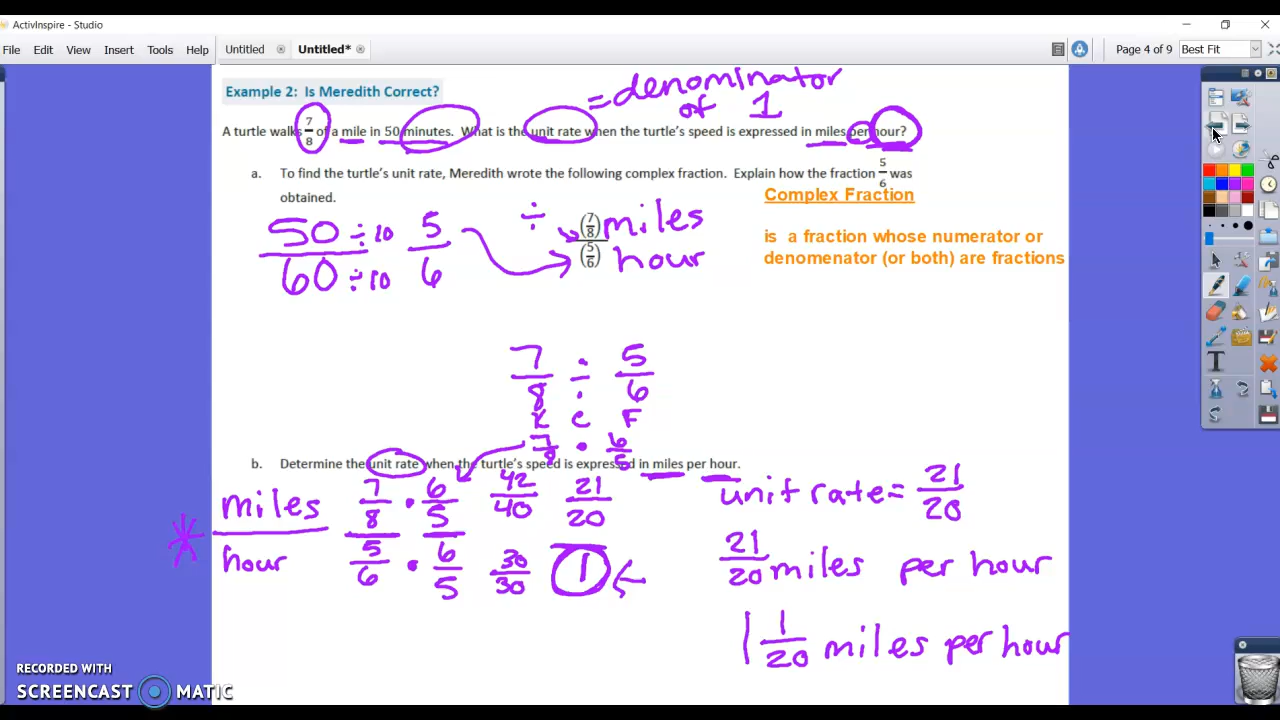 ActivInspire - Studio
File Edit View Insert Tools Help Untitled Untitled* Page 4 of 9 Best Fit
Example 2: Is Meredith Correct?
= denominator
of 1
A turtle walks 7/8 of a mile in 50 minutes. What is the unit rate when the turtle's speed is expressed in miles per hour?
a. To find the turtle's unit rate, Meredith wrote the following complex fraction. Explain how the fraction 5/6 was
obtained.
Complex Fraction
is a fraction whose numerator or
denomenator (or both) are fractions
50 ÷ 10 5
60 ÷ 10 6
÷ (7/8) miles
(5/6) hour
7/8 ÷ 5/6
K C F
7/8 • 6/5
b. Determine the unit rate when the turtle's speed is expressed in miles per hour.
miles 7/8 • 6/5 42/40 21/20
hour 5/6 • 6/5 30/30 1
unit rate = 21/20
21/20 miles per hour
1 1/20 miles per hour
T
RECORDED WITH
SCREENCAST MATIC